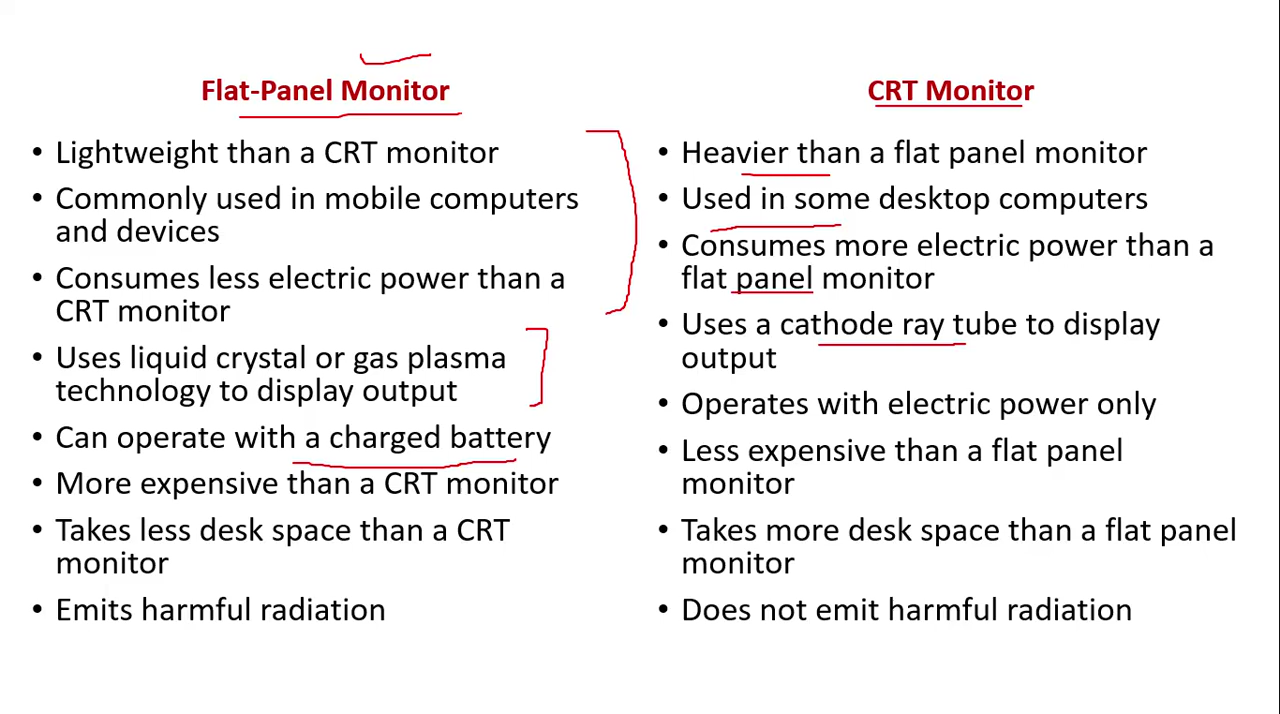 Flat-Panel Monitor
• Lightweight than a CRT monitor
• Commonly used in mobile computers
and devices
• Consumes less electric power than a
CRT monitor
• Uses liquid crystal or gas plasma
technology to display output
• Can operate with a charged battery
• More expensive than a CRT monitor
• Takes less desk space than a CRT
monitor
• Emits harmful radiation
CRT Monitor
• Heavier than a flat panel monitor
• Used in some desktop computers
• Consumes more electric power than a
flat panel monitor
• Uses a cathode ray tube to display
output
• Operates with electric power only
• Less expensive than a flat panel
monitor
• Takes more desk space than a flat panel
monitor
• Does not emit harmful radiation